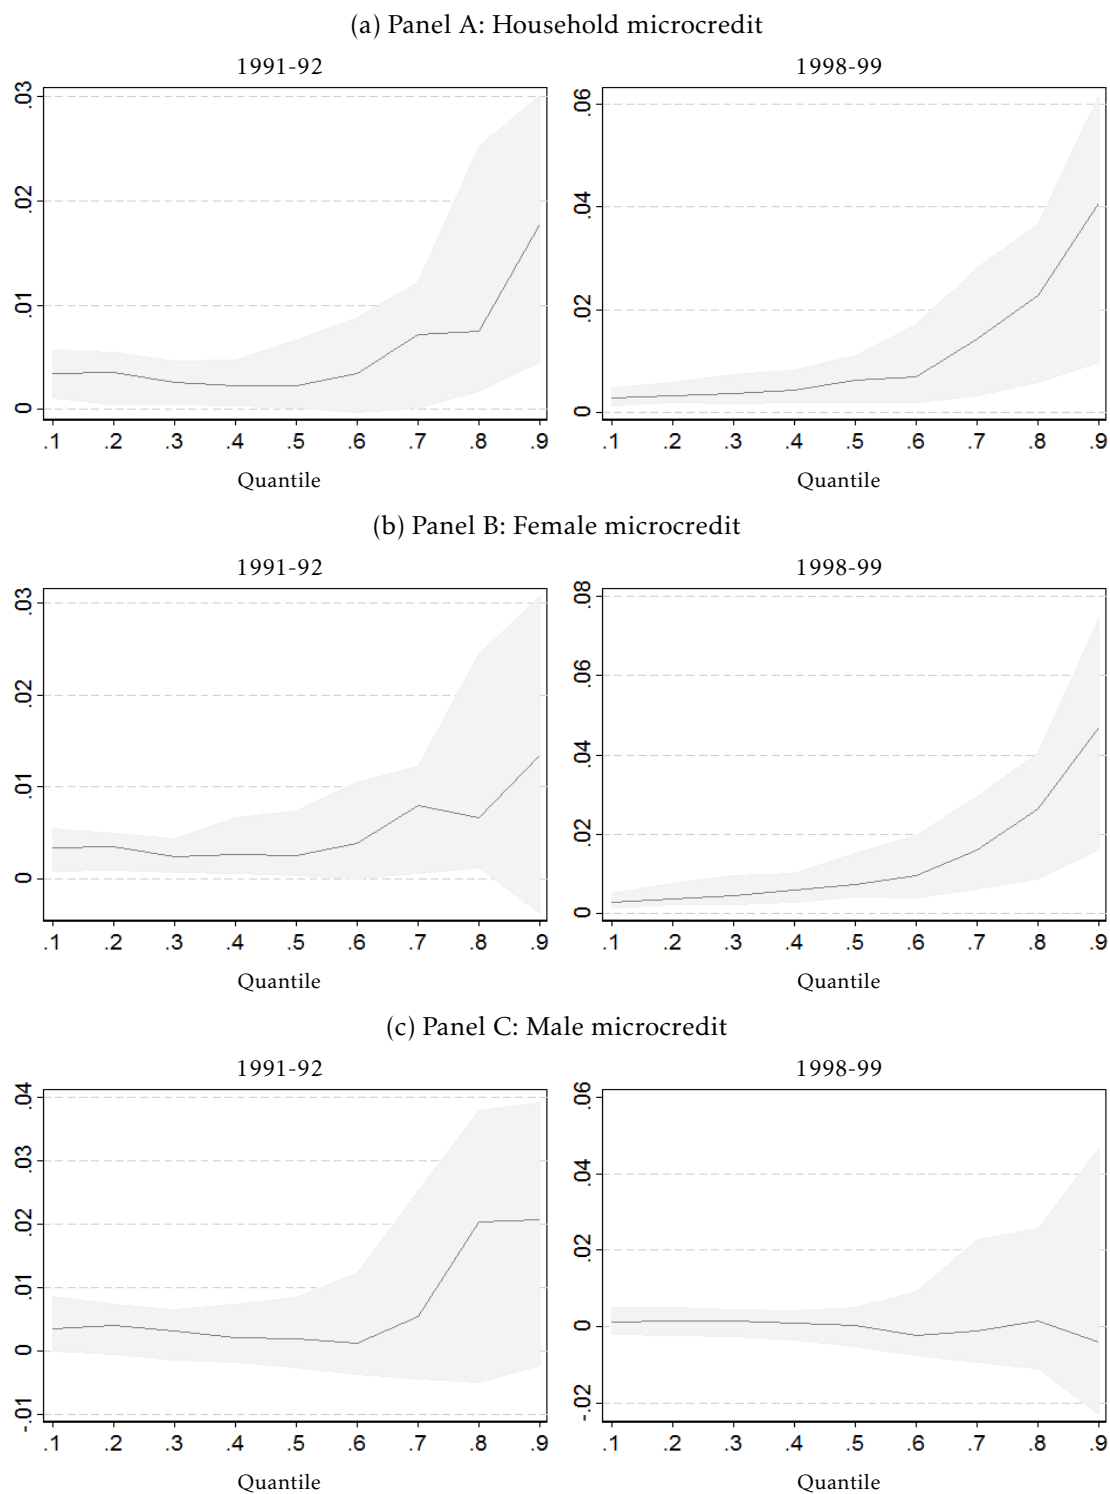 (a) Panel A: Household microcredit
1991-92
.03
.02
.01
0
.1 .2 .3 .4 .5 .6 .7 .8 .9
Quantile
1998-99
.06
.04
.02
0
.1 .2 .3 .4 .5 .6 .7 .8 .9
Quantile
(b) Panel B: Female microcredit
1991-92
.03
.02
.01
0
.1 .2 .3 .4 .5 .6 .7 .8 .9
Quantile
1998-99
.08
.06
.04
.02
0
.1 .2 .3 .4 .5 .6 .7 .8 .9
Quantile
(c) Panel C: Male microcredit
1991-92
.04
.03
.02
.01
0
-.01
.1 .2 .3 .4 .5 .6 .7 .8 .9
Quantile
1998-99
.06
.04
.02
0
-.02
.1 .2 .3 .4 .5 .6 .7 .8 .9
Quantile